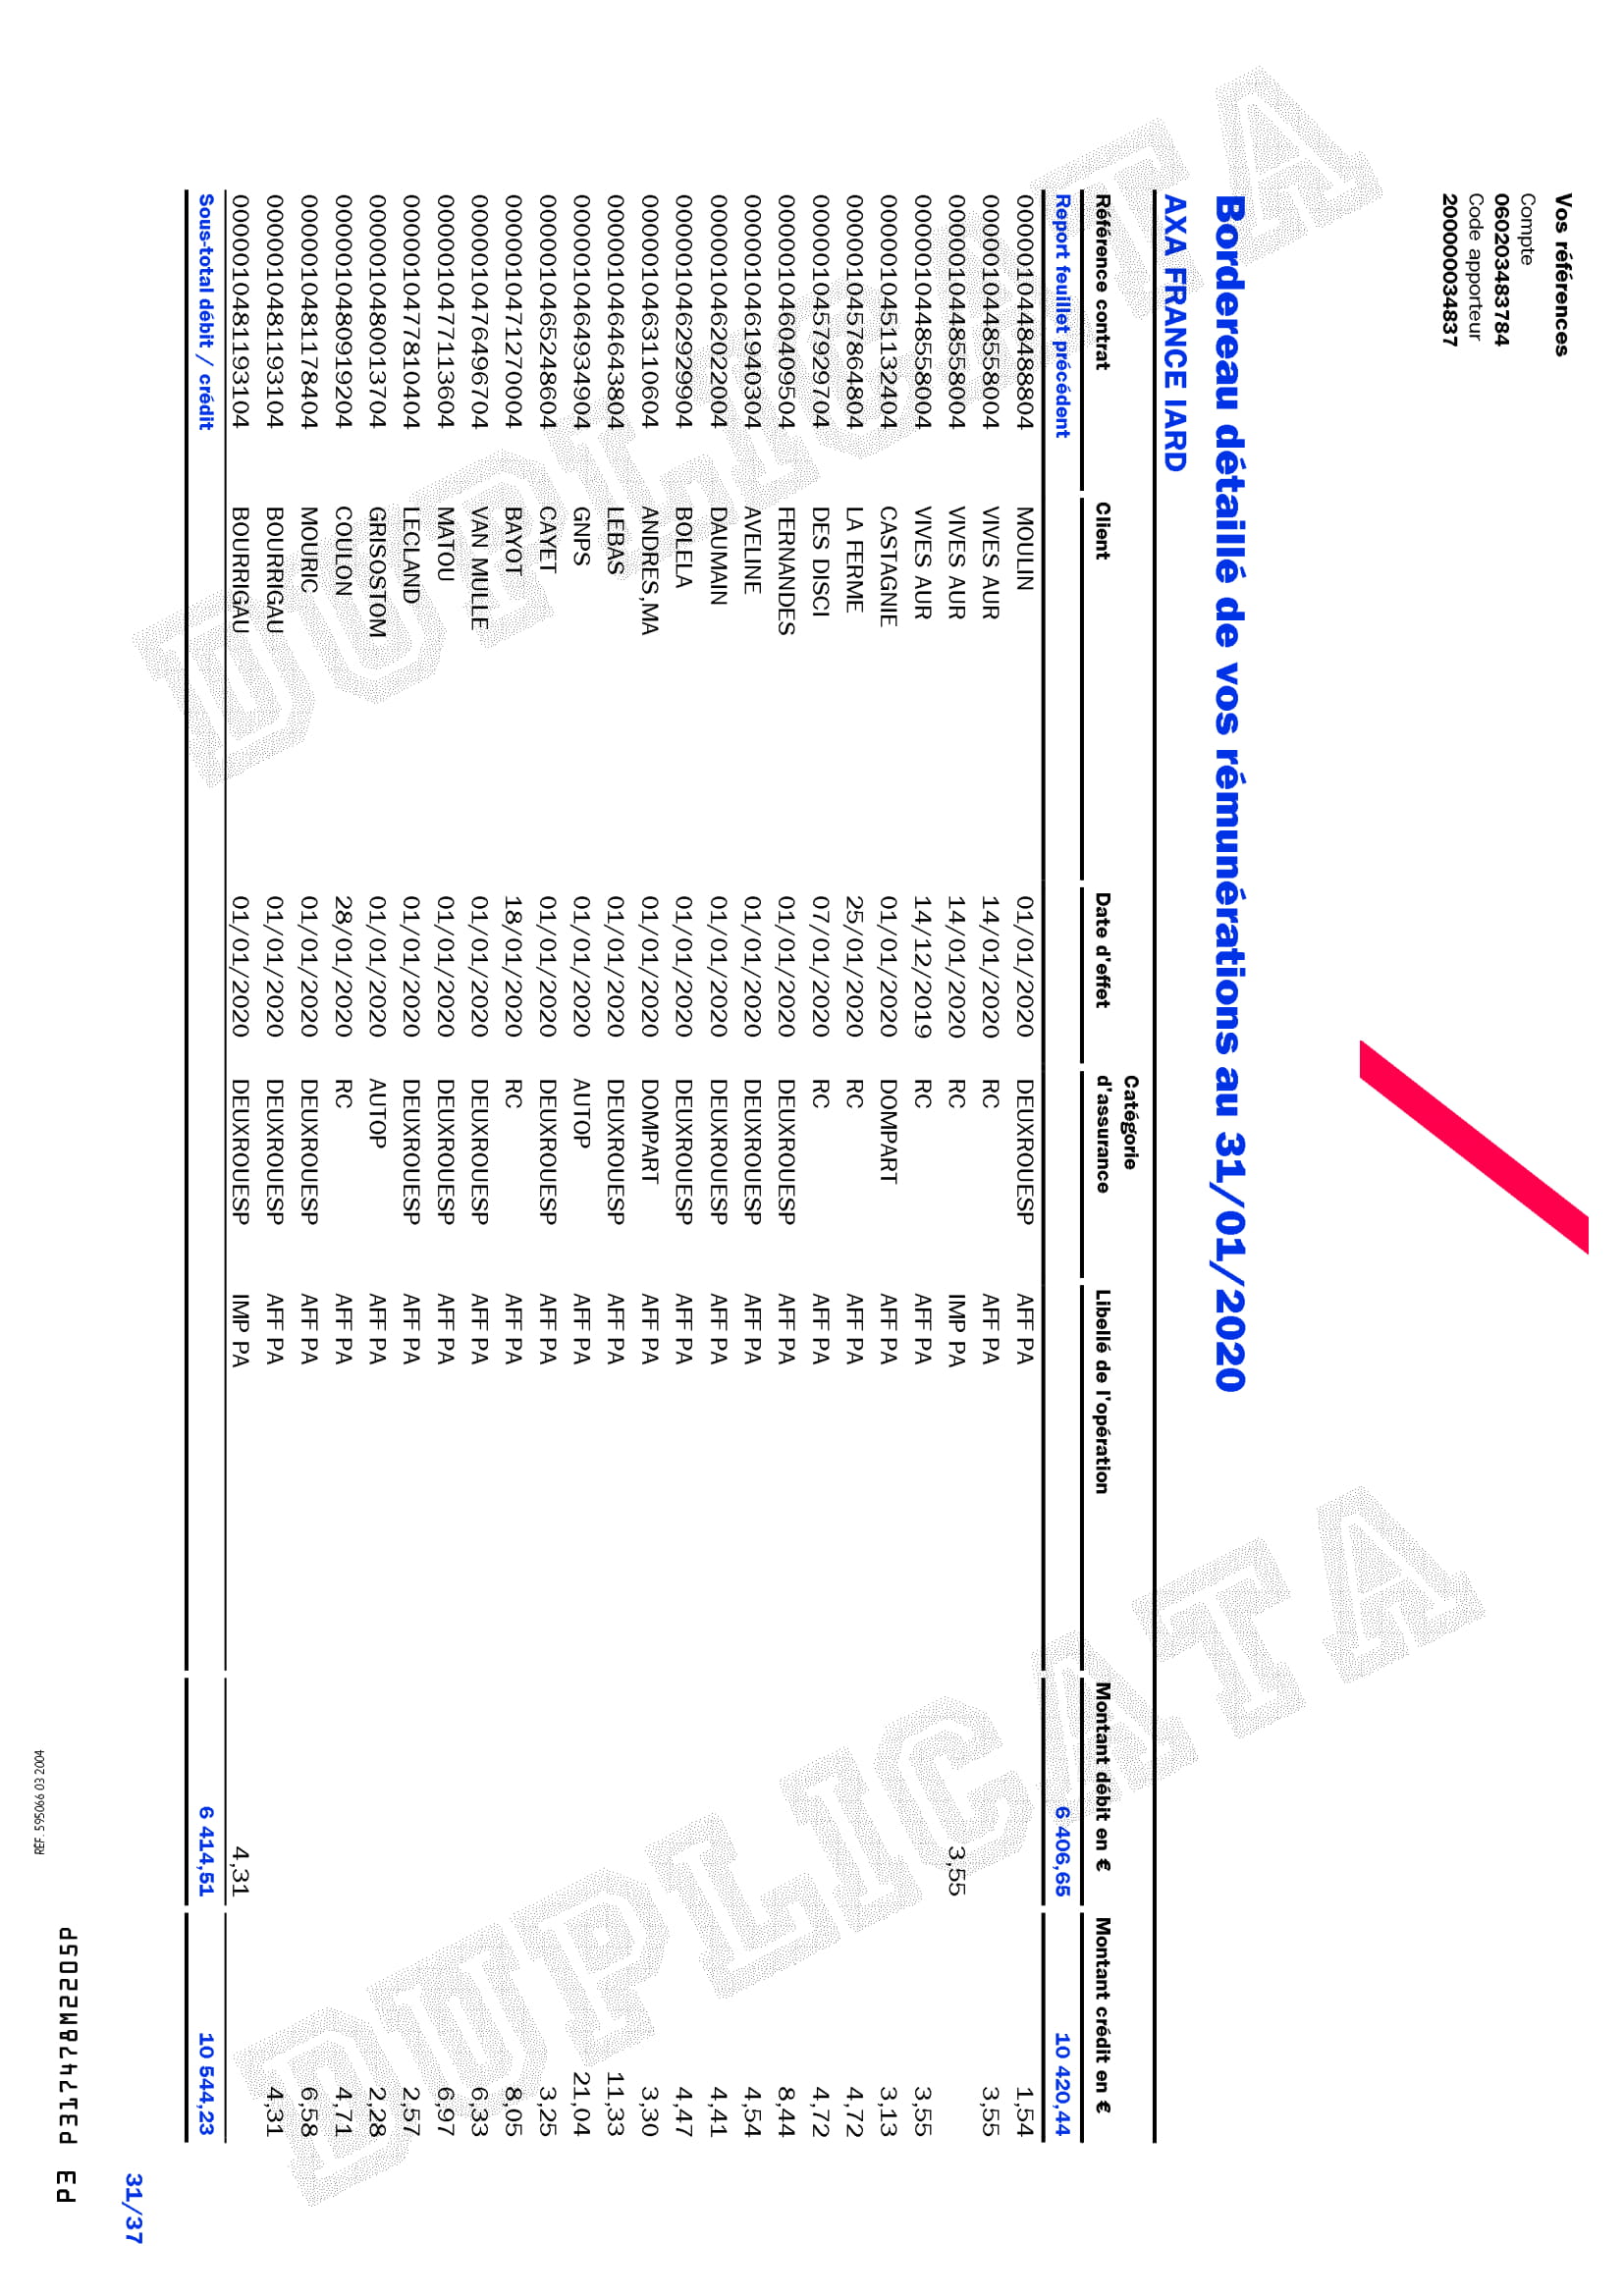 Vos références
Compte
060203483784
Code apporteur
2000000034837
Bordereau détaillé de vos rémunérations au 31/01/2020
AXA FRANCE IARD
Référence contrat Client Date d'effet Catégorie d'assurance Libellé de l'opération Montant débit en € Montant crédit en €
Report feuillet précédent 6 406,65 10 420,44
0000010448488804 MOULIN 01/01/2020 DEUXROUESP AFF PA 1,54
0000010448558004 VIVES AUR 14/01/2020 RC AFF PA 3,55
0000010448558004 VIVES AUR 14/01/2020 RC IMP PA 3,55
0000010448558004 VIVES AUR 14/12/2019 RC AFF PA 3,55
0000010451132404 CASTAGNIE 01/01/2020 DOMPART AFF PA 3,13
0000010457864804 LA FERME 25/01/2020 RC AFF PA 4,72
0000010457929704 DES DISCI 07/01/2020 RC AFF PA 4,72
0000010460409504 FERNANDES 01/01/2020 DEUXROUESP AFF PA 8,44
0000010461940304 AVELINE 01/01/2020 DEUXROUESP AFF PA 4,54
0000010462022004 DAUMAIN 01/01/2020 DEUXROUESP AFF PA 4,41
0000010462929904 BOLELA 01/01/2020 DEUXROUESP AFF PA 4,47
0000010463110604 ANDRES,MA 01/01/2020 DOMPART AFF PA 3,30
0000010464643804 LEBAS 01/01/2020 DEUXROUESP AFF PA 11,33
0000010464934904 GNPS 01/01/2020 AUTOP AFF PA 21,04
0000010465248604 CAYET 01/01/2020 DEUXROUESP AFF PA 3,25
0000010471270004 BAYOT 18/01/2020 RC AFF PA 8,05
0000010476496704 VAN MULLE 01/01/2020 DEUXROUESP AFF PA 6,33
0000010477113604 MATOU 01/01/2020 DEUXROUESP AFF PA 6,97
0000010477810404 LECLAND 01/01/2020 DEUXROUESP AFF PA 2,57
0000010480013704 GRISOSTOM 01/01/2020 AUTOP AFF PA 2,28
0000010480919204 COULON 28/01/2020 RC AFF PA 4,71
0000010481178404 MOURIC 01/01/2020 DEUXROUESP AFF PA 6,58
0000010481193104 BOURRIGAU 01/01/2020 DEUXROUESP AFF PA 4,31
0000010481193104 BOURRIGAU 01/01/2020 DEUXROUESP IMP PA 4,31
Sous-total débit / crédit 6 414,51 10 544,23
DUPLICATA
DUPLICATA
31/37
REF. 595066 03 2004
P5022M82474713d P3